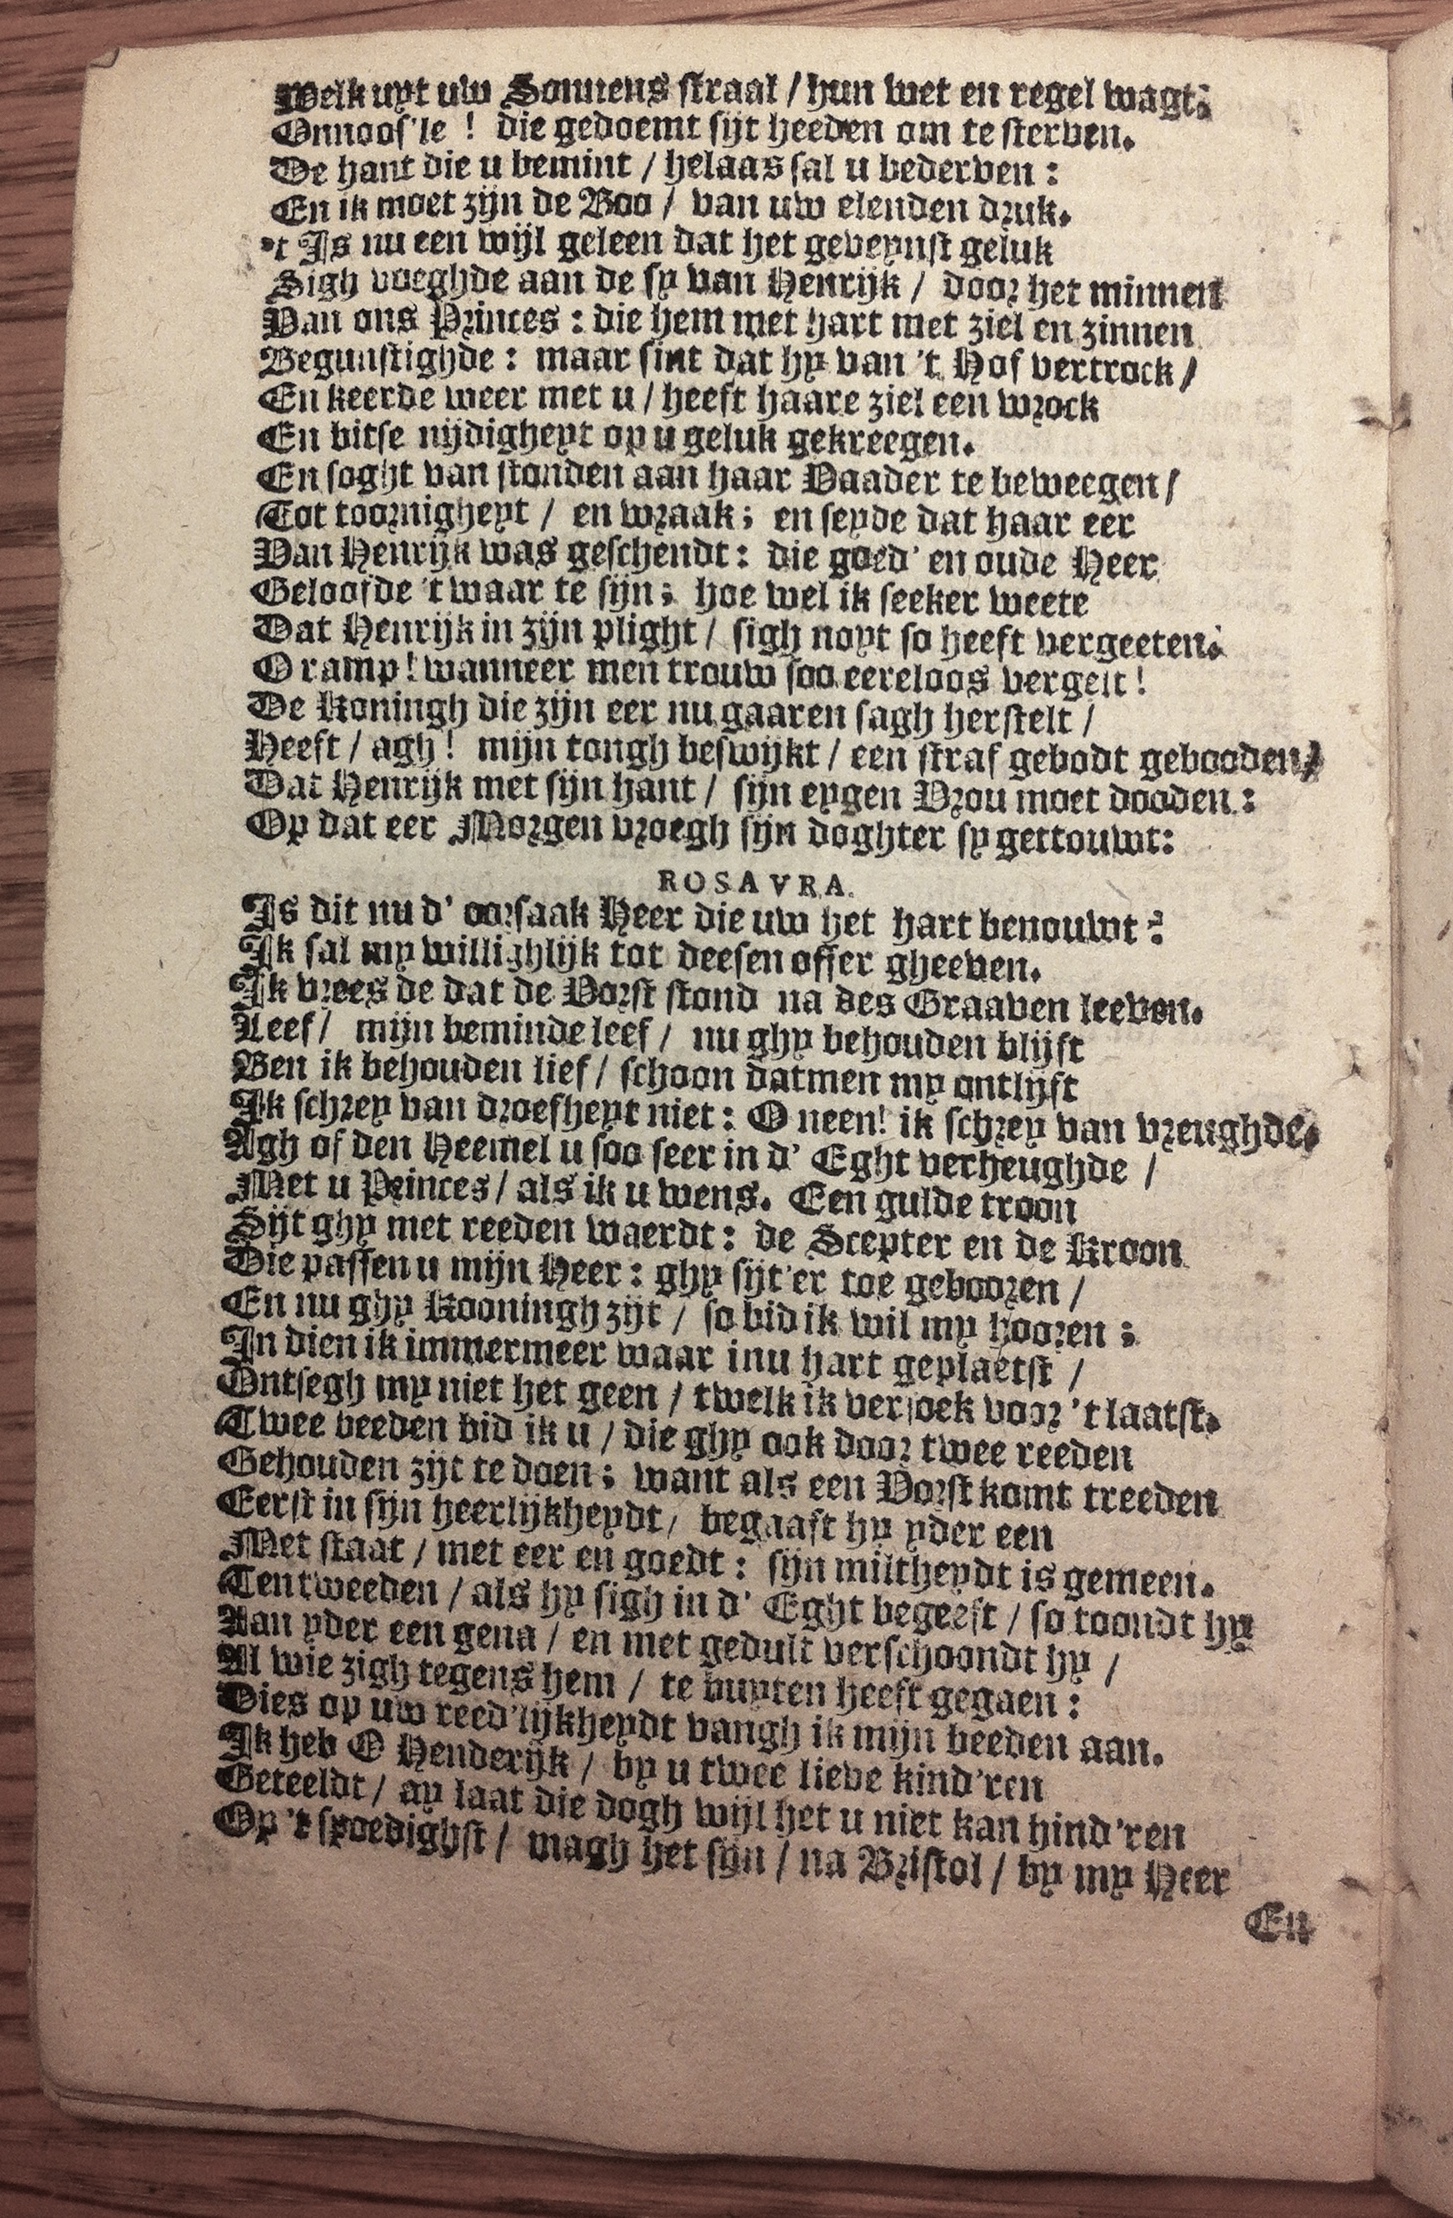 Welk uyt uw Sonnens straal / hun wet en regel wagt;
Onnoos'le ! die gedoemt sijt heeden om te sterven.
De hant die u bemint / helaas sal u bederven :
En ik moet zijn de Boo / van uw elenden druk.
't Is nu een wijl geleen dat het geveynst geluk
Sigh voeghde aan de sy van Henrijk / door het minnen
Van ons Princes : die hem met hart met ziel en zinnen
Begunstighde : maar sint dat hy van 't Hof vertrock /
En keerde weer met u / heeft haare ziel een wrock
En bitse nijdigheyt op u geluk gekreegen.
En soght van stonden aan haar Vaader te beweegen /
Tot toornigheyt / en wraak ; en seyde dat haar eer
Van Henrijk was geschendt : die goed' en oude Heer
Geloofde 't waar te sijn ; hoe wel ik seeker weete
Dat Henrijk in zijn plight / sigh noyt so heeft vergeeten.
O ramp ! wanneer men trouw soo eereloos vergelt !
De Koningh die zijn eer nu gaaren sagh herstelt /
Heeft / agh ! mijn tongh beswijkt / een straf gebodt gebooden /
Dat Henrijk met sijn hant / sijn eygen Vrou moet dooden :
Op dat eer Morgen vroegh sijn doghter sy gettouwt:
ROSAVRA.
Is dit nu d' oorsaak Heer die uw het hart benouwt ?
Ik sal my willighlijk tot deesen offer gheeven.
Ik vrees de dat de Vorst stond na des Graaven leeven.
Leef / mijn beminde leef / nu ghy behouden blijft
Ben ik behouden lief / schoon datmen my ontlijft
Ik schrey van droefheyt niet : O neen! ik schrey van vreughde.
Agh of den Heemel u soo seer in d' Eght verheughde /
Met u Princes / als ik u wens. Een gulde troon
Sijt ghy met reeden waerdt : de Scepter en de Kroon
Die passen u mijn Heer : ghy sijt'er toe gebooren /
En nu ghy Kooningh zijt / so bid ik wil my hooren ;
In dien ik immermeer waar inu hart geplaetst /
Ontsegh my niet het geen / twelk ik versoek voor 't laatst.
Twee beeden bid ik u / die ghy ook door twee reeden
Gehouden zijt te doen ; want als een Vorst komt treeden
Eerst in sijn heerlijkheydt / begaaft hy yder een
Met staat / met eer en goedt : sijn miltheydt is gemeen.
Ten tweeden / als hy sigh in d' Eght begeeft / so toondt hy
Aan yder een gena / en met gedult verschoondt hy /
Al wie zigh tegens hem / te buyten heeft gegaen :
Dies op uw reed'lijkheydt vangh ik mijn beeden aan.
Ik heb O Henderijk / by u twee lieve kind'ren
Geteeldt / ay laat die dogh wijl het u niet kan hind'ren
Op 't spoedighst / magh het sijn / na Bristol / by my Heer
En